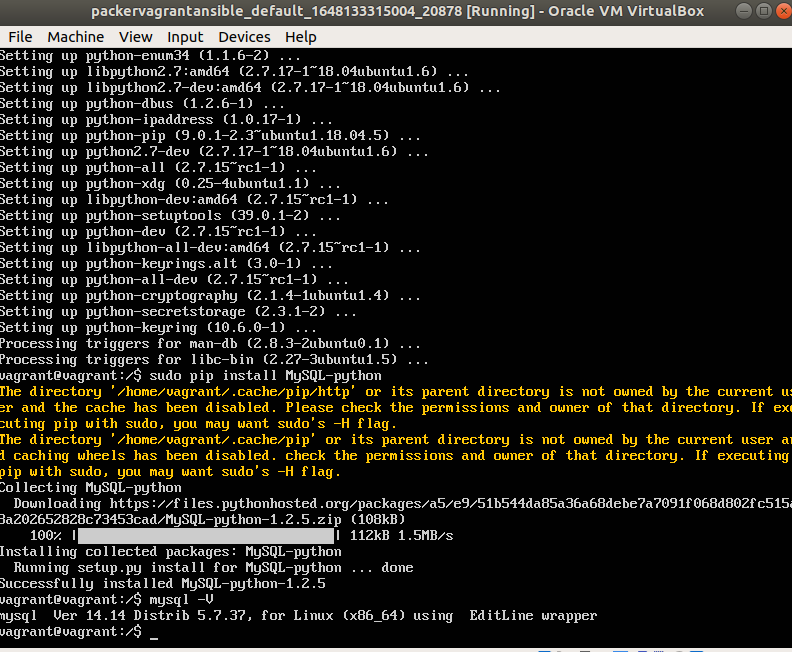 packervagrantansible_default_1648133315004_20878 [Running] - Oracle VM VirtualBox
File Machine View Input Devices Help
Setting up python-enum34 (1.1.6-2) ...
Setting up libpython2.7:amd64 (2.7.17-1~18.04ubuntu1.6) ...
Setting up libpython2.7-dev:amd64 (2.7.17-1~18.04ubuntu1.6) ...
Setting up python-dbus (1.2.6-1) ...
Setting up python-ipaddress (1.0.17-1) ...
Setting up python-pip (9.0.1-2.3~ubuntu1.18.04.5) ...
Setting up python2.7-dev (2.7.17-1~18.04ubuntu1.6) ...
Setting up python-all (2.7.15~rc1-1) ...
Setting up python-xdg (0.25-4ubuntu1.1) ...
Setting up libpython-dev:amd64 (2.7.15~rc1-1) ...
Setting up python-setuptools (39.0.1-2) ...
Setting up python-dev (2.7.15~rc1-1) ...
Setting up libpython-all-dev:amd64 (2.7.15~rc1-1) ...
Setting up python-keyrings.alt (3.0-1) ...
Setting up python-all-dev (2.7.15~rc1-1) ...
Setting up python-cryptography (2.1.4-1ubuntu1.4) ...
Setting up python-secretstorage (2.3.1-2) ...
Setting up python-keyring (10.6.0-1) ...
Processing triggers for man-db (2.8.3-2ubuntu0.1) ...
Processing triggers for libc-bin (2.27-3ubuntu1.5) ...
vagrant@vagrant:/$ sudo pip install MySQL-python
The directory '/home/vagrant/.cache/pip/http' or its parent directory is not owned by the current us
er and the cache has been disabled. Please check the permissions and owner of that directory. If exe
cuting pip with sudo, you may want sudo's -H flag.
The directory '/home/vagrant/.cache/pip' or its parent directory is not owned by the current user an
d caching wheels has been disabled. check the permissions and owner of that directory. If executing
pip with sudo, you may want sudo's -H flag.
Collecting MySQL-python
Downloading https://files.pythonhosted.org/packages/a5/e9/51b544da85a36a68debe7a7091f068d802fc515a
3a202652828c73453cad/MySQL-python-1.2.5.zip (108kB)
100% || 112kB 1.5MB/s
Installing collected packages: MySQL-python
Running setup.py install for MySQL-python ... done
Successfully installed MySQL-python-1.2.5
vagrant@vagrant:/$ mysql -V
mysql  Ver 14.14 Distrib 5.7.37, for Linux (x86_64) using  EditLine wrapper
vagrant@vagrant:/$ _